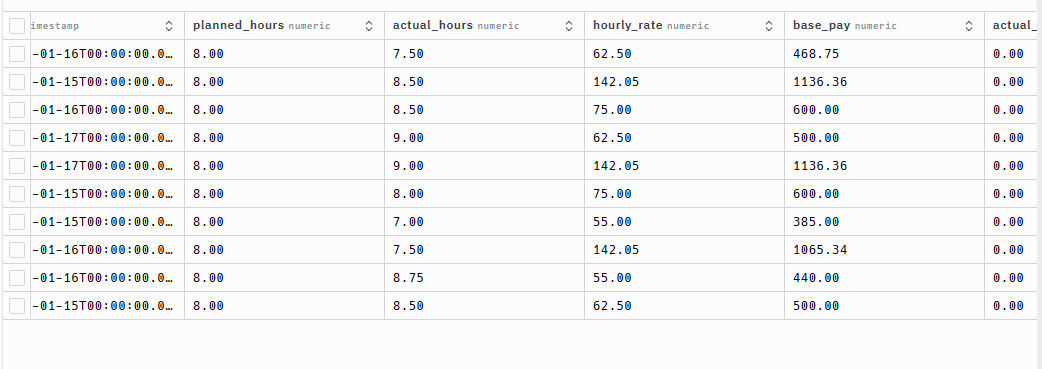 imestamp planned_hours numeric actual_hours numeric hourly_rate numeric base_pay numeric actual_
-01-16T00:00:00.0… 8.00 7.50 62.50 468.75 0.00
-01-15T00:00:00.0… 8.00 8.50 142.05 1136.36 0.00
-01-16T00:00:00.0… 8.00 8.50 75.00 600.00 0.00
-01-17T00:00:00.0… 8.00 9.00 62.50 500.00 0.00
-01-17T00:00:00.0… 8.00 9.00 142.05 1136.36 0.00
-01-15T00:00:00.0… 8.00 8.00 75.00 600.00 0.00
-01-15T00:00:00.0… 8.00 7.00 55.00 385.00 0.00
-01-16T00:00:00.0… 8.00 7.50 142.05 1065.34 0.00
-01-16T00:00:00.0… 8.00 8.75 55.00 440.00 0.00
-01-15T00:00:00.0… 8.00 8.50 62.50 500.00 0.00